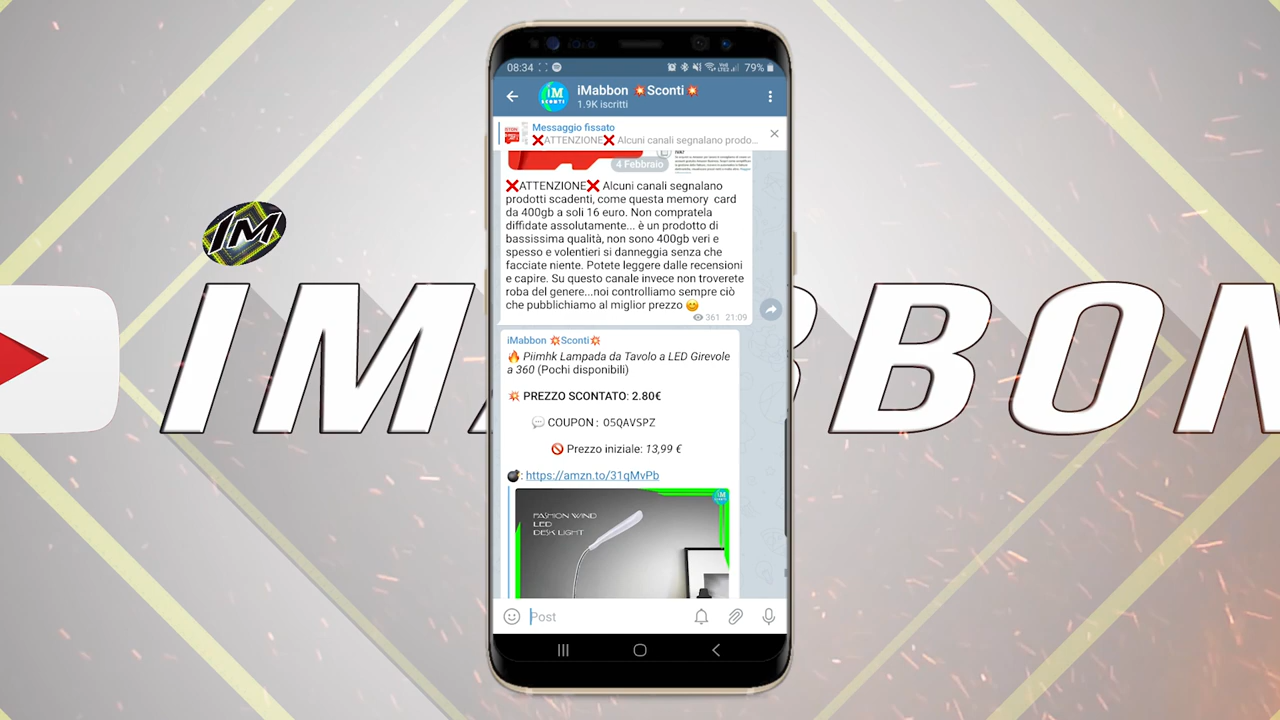 08:34
79%
iMabbon 💥Sconti💥
1.9K iscritti
Messaggio fissato
❌ATTENZIONE❌ Alcuni canali segnalano prodo...
4 Febbraio
❌ATTENZIONE❌ Alcuni canali segnalano
prodotti scadenti, come questa memory card
da 400gb a soli 16 euro. Non compratela
diffidate assolutamente... è un prodotto di
bassissima qualità, non sono 400gb veri e
spesso e volentieri si danneggia senza che
facciate niente. Potete leggere dalle recensioni
e capire. Su questo canale invece non troverete
roba del genere...noi controlliamo sempre ciò
che pubblichiamo al miglior prezzo 😊
361 21:09
iMabbon 💥Sconti💥
🔥 Piimhk Lampada da Tavolo a LED Girevole
a 360 (Pochi disponibili)
💥 PREZZO SCONTATO: 2.80€
💬 COUPON: O5QAVSPZ
🚫 Prezzo iniziale: 13,99 €
💣: https://amzn.to/31qMvPb
FASHION WIND
LED
DESK LIGHT
Post
IM
IM
BBON
iM
SCONTI